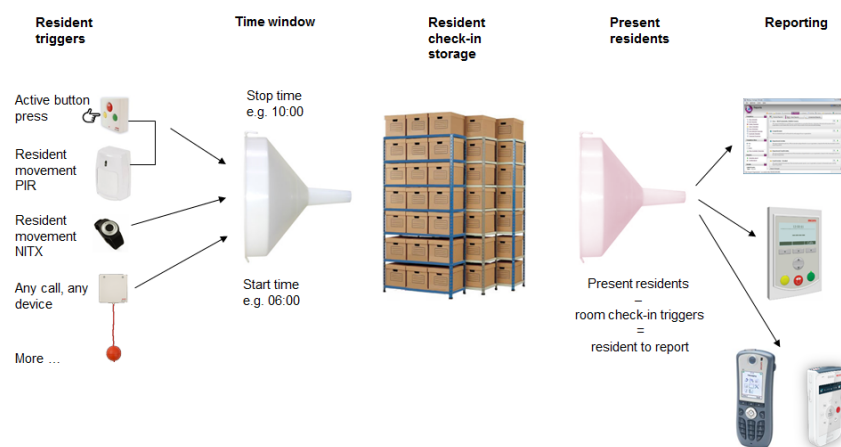 Resident
triggers
Time window
Resident
check-in
storage
Present
residents
Reporting
Active button
press
Resident
movement
PIR
Resident
movement
NITX
Any call, any
device
More ...
Stop time
e.g. 10:00
Start time
e.g. 06:00
Present residents
–
room check-in triggers
=
resident to report